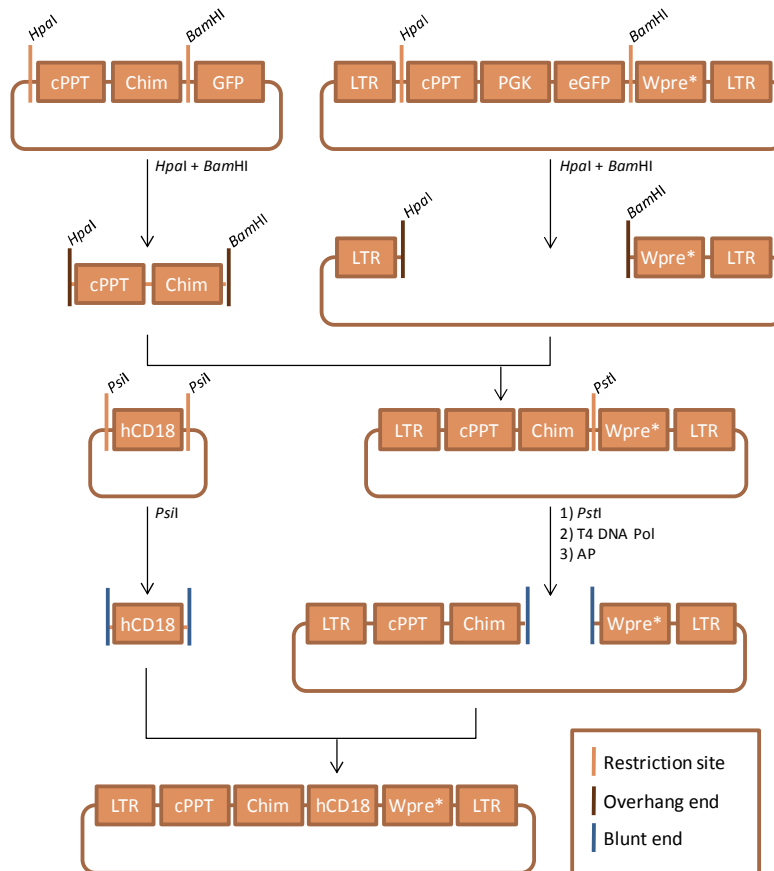 HpaI
BamHI
cPPT Chim GFP
HpaI
BamHI
LTR cPPT PGK eGFP Wpre* LTR
HpaI + BamHI
HpaI + BamHI
HpaI
BamHI
cPPT Chim
HpaI
BamHI
LTR Wpre* LTR
PsiI
PsiI
hCD18
PstI
LTR cPPT Chim Wpre* LTR
PsiI
1) PstI
2) T4 DNA Pol
3) AP
hCD18
LTR cPPT Chim Wpre* LTR
LTR cPPT Chim hCD18 Wpre* LTR
Restriction site
Overhang end
Blunt end